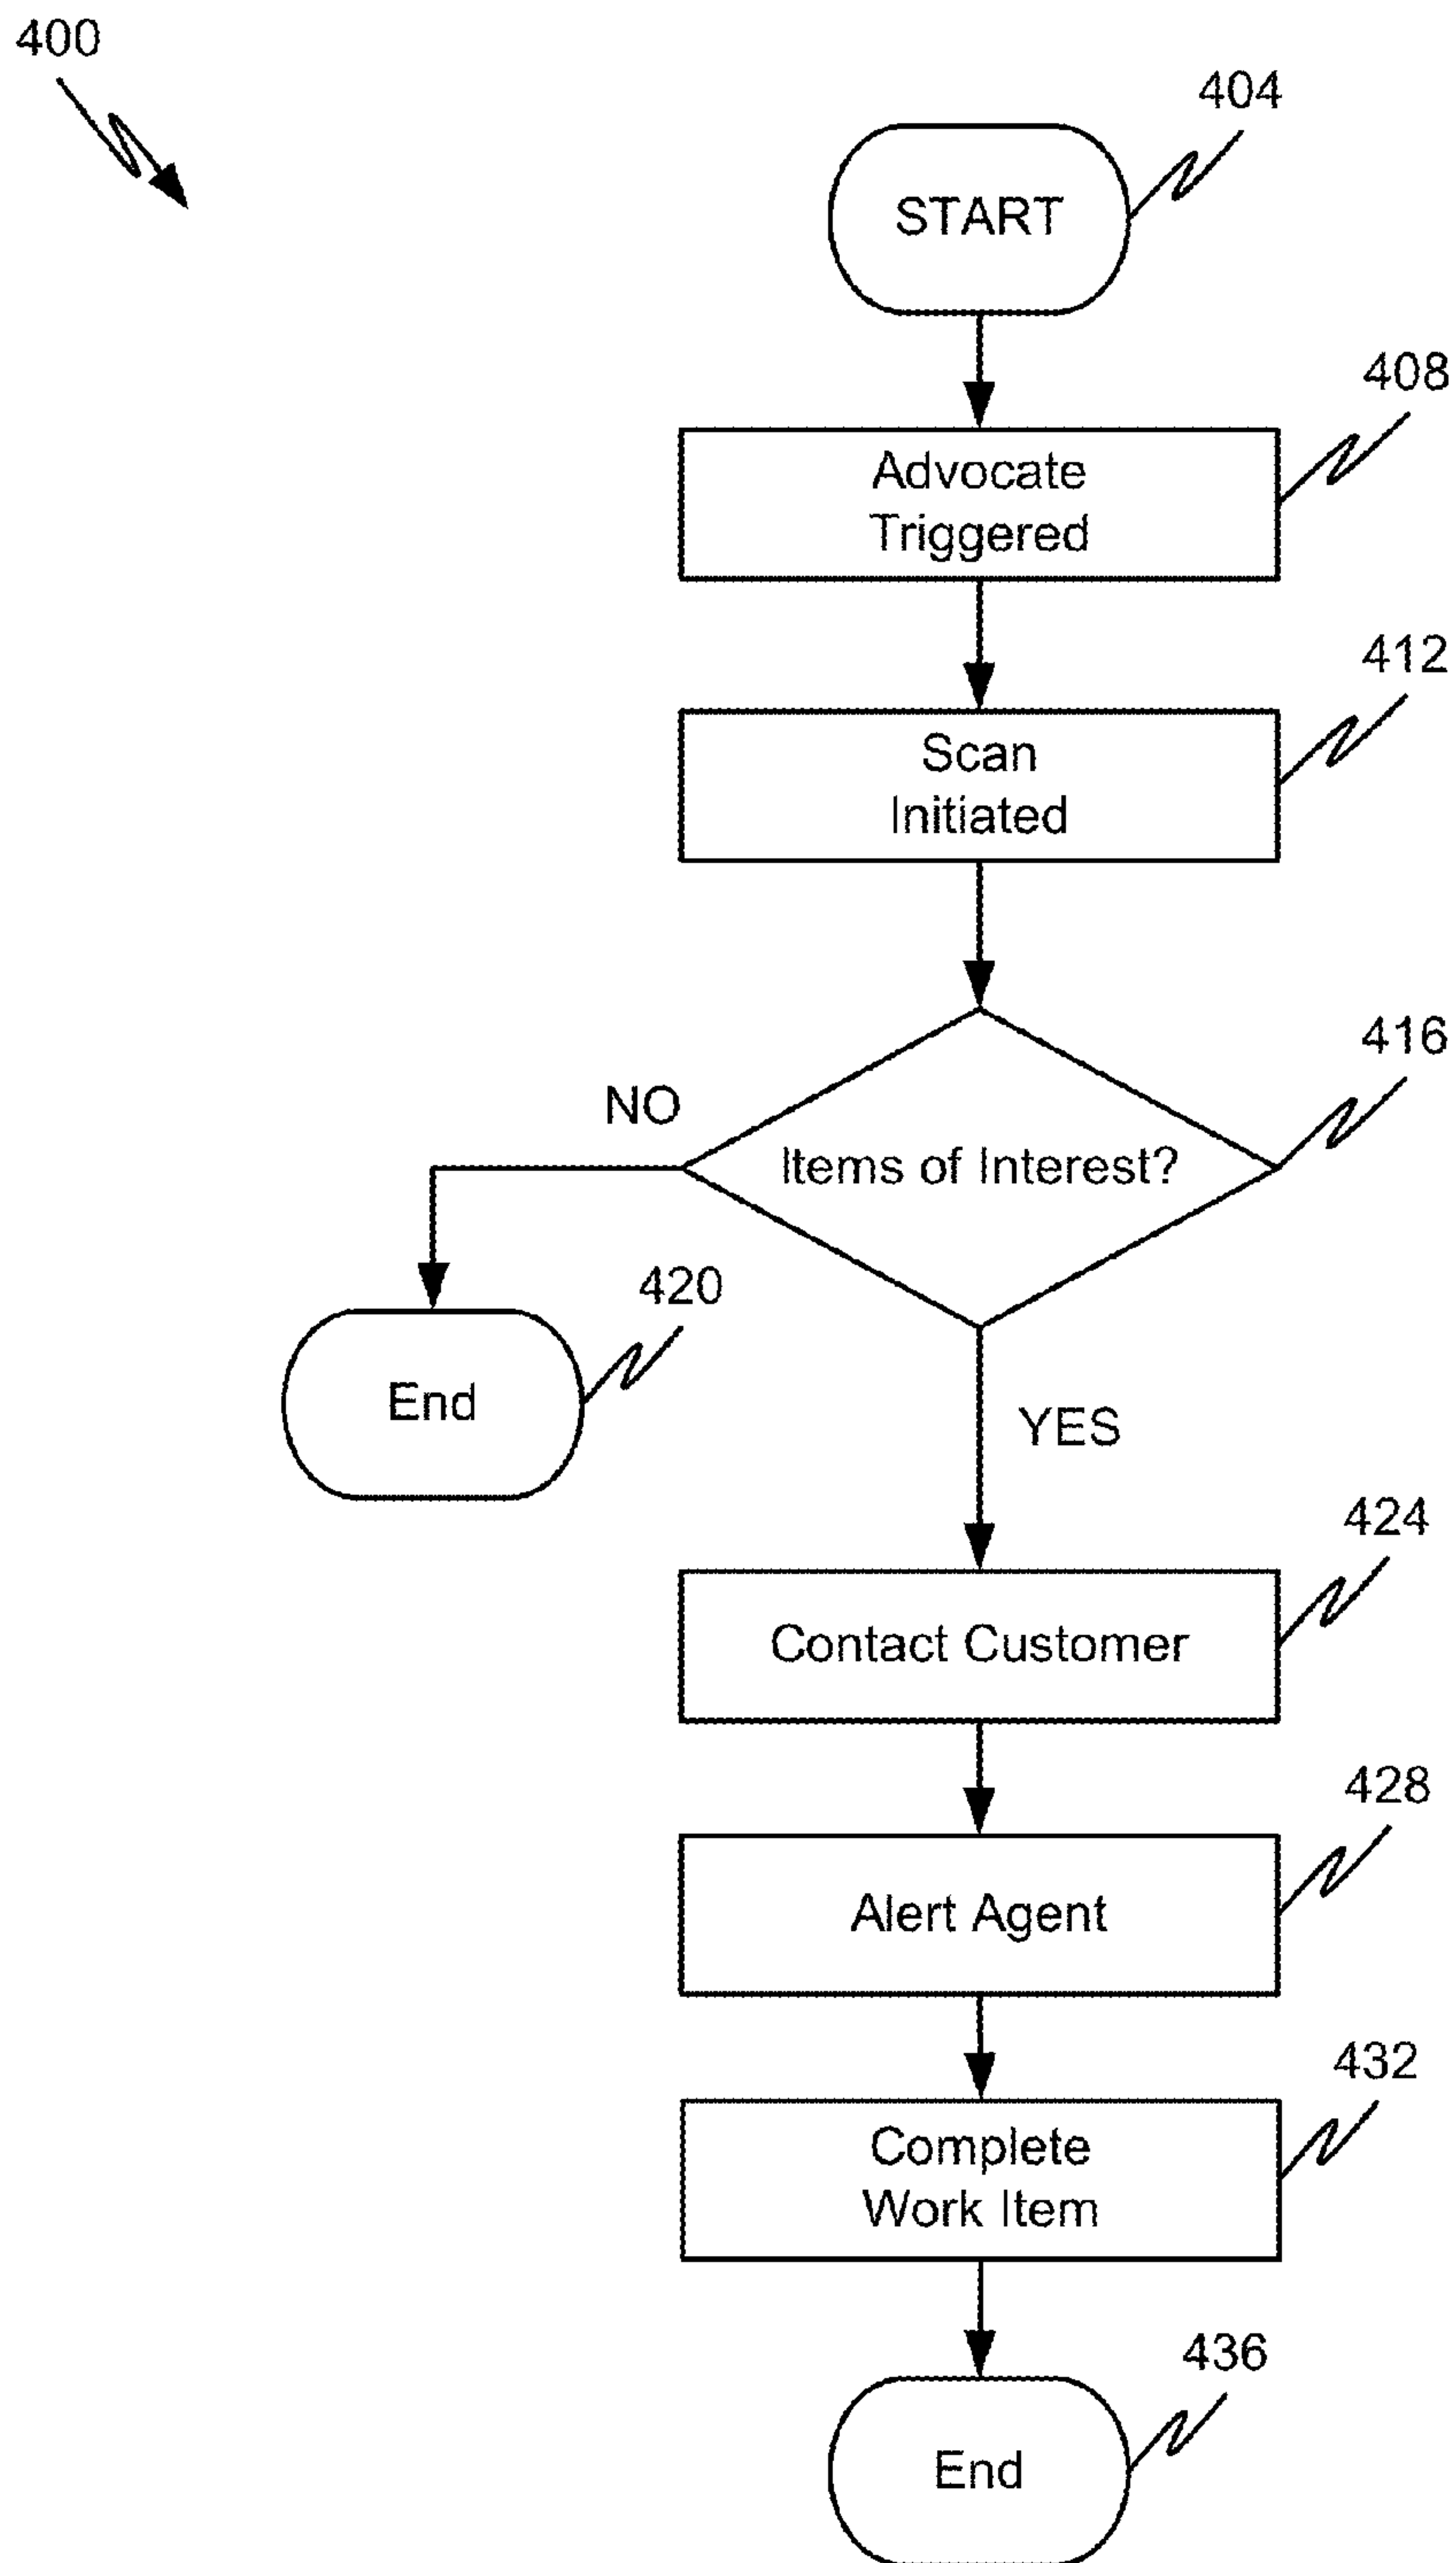 400
404
START
408
Advocate
Triggered
412
Scan
Initiated
416
NO
Items of Interest?
420
End
YES
424
Contact Customer
428
Alert Agent
432
Complete
Work Item
436
End